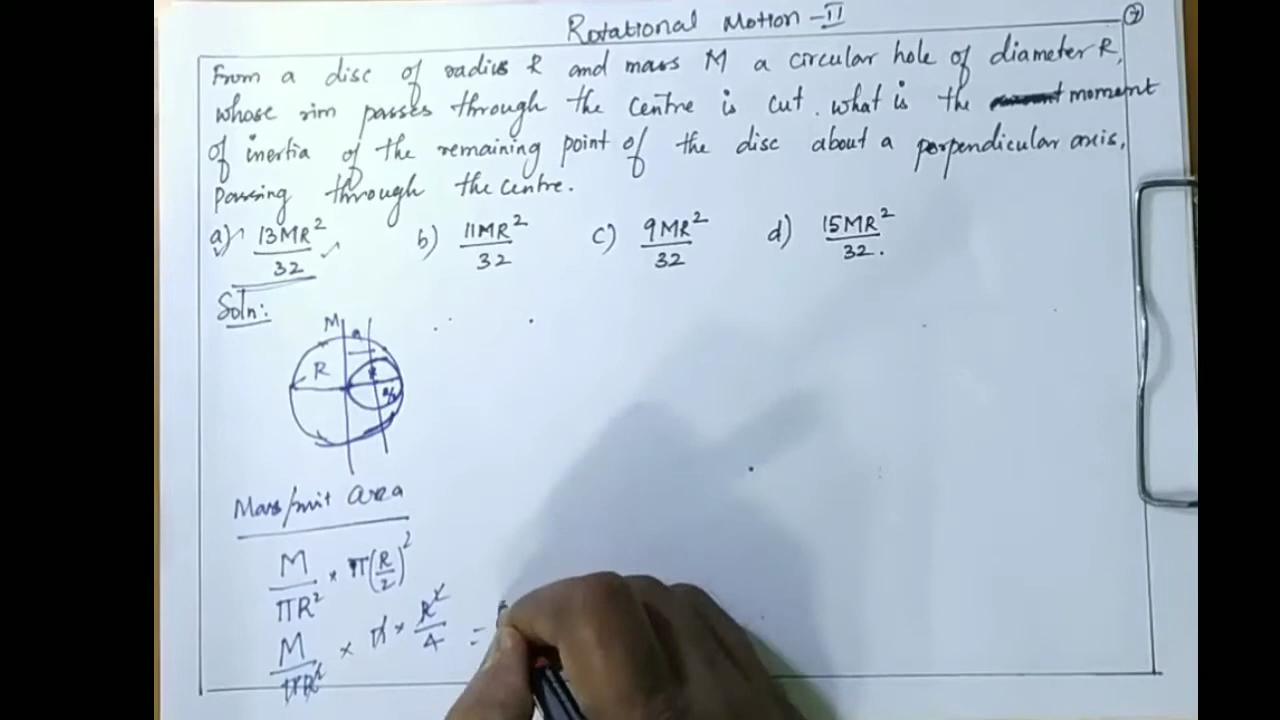 Rotational Motion - II
7
From a disc of radius R and mass M a circular hole of diameter R,
whose rim passes through the centre is cut. what is the moment
of inertia of the remaining point of the disc about a perpendicular axis,
passing through the centre.
a) 13MR²/32 ✓ b) 11MR²/32 c) 9MR²/32 d) 15MR²/32.
Soln:
M
R
R/2
Mass/unit area
M/πR² × π(R/2)²
M/πR² × π × R²/4 =